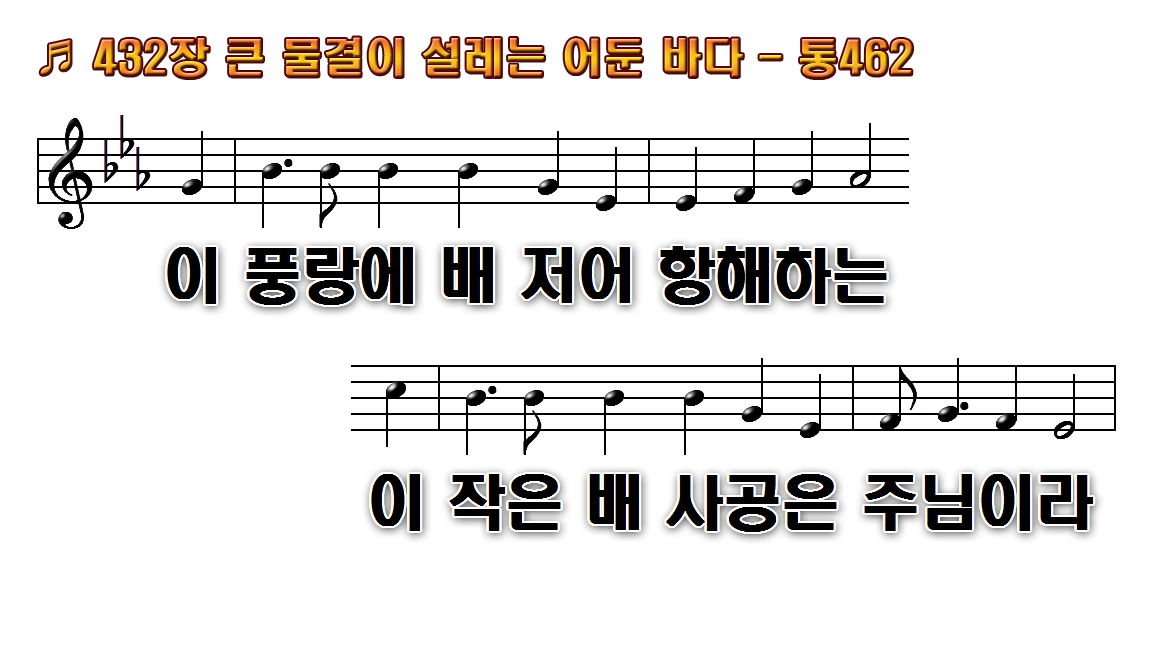 ♬ 432장 큰 물결이 설레는 어둔 바다 - 통462
이 풍랑에 배 저어 항해하는
이 작은 배 사공은 주님이라